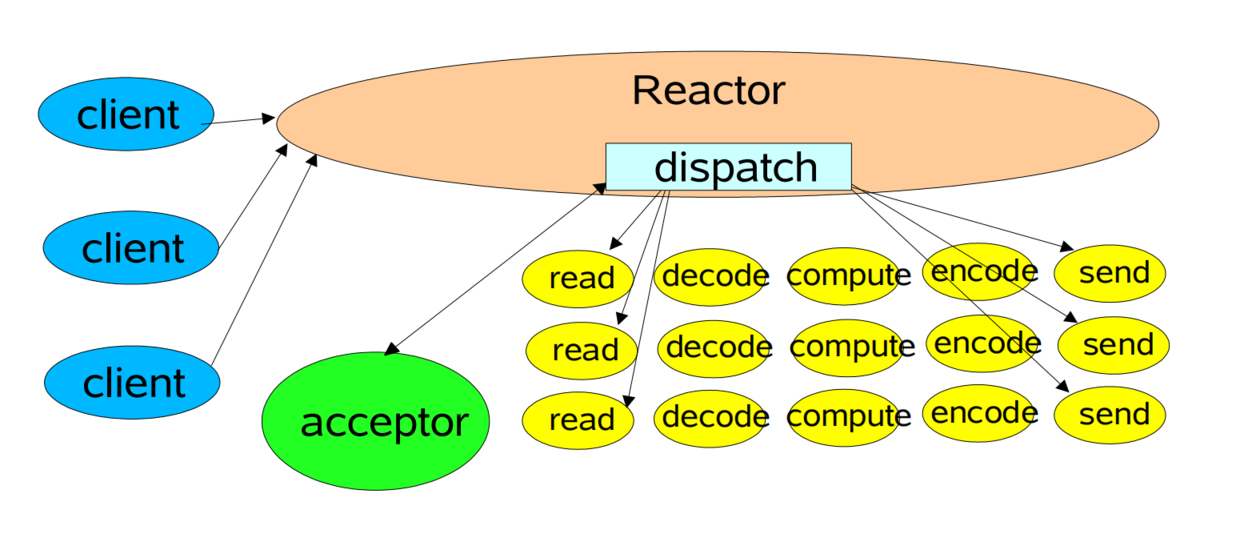 Reactor
dispatch
client
client
client
acceptor
read decode compute encode send
read decode compute encode send
read decode compute encode send